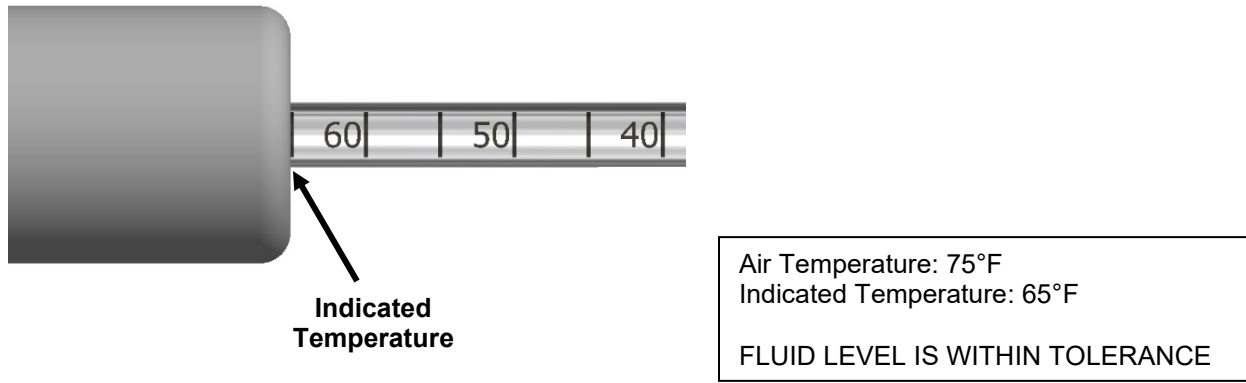 60 50 40
Indicated
Temperature
Air Temperature: 75°F
Indicated Temperature: 65°F
FLUID LEVEL IS WITHIN TOLERANCE